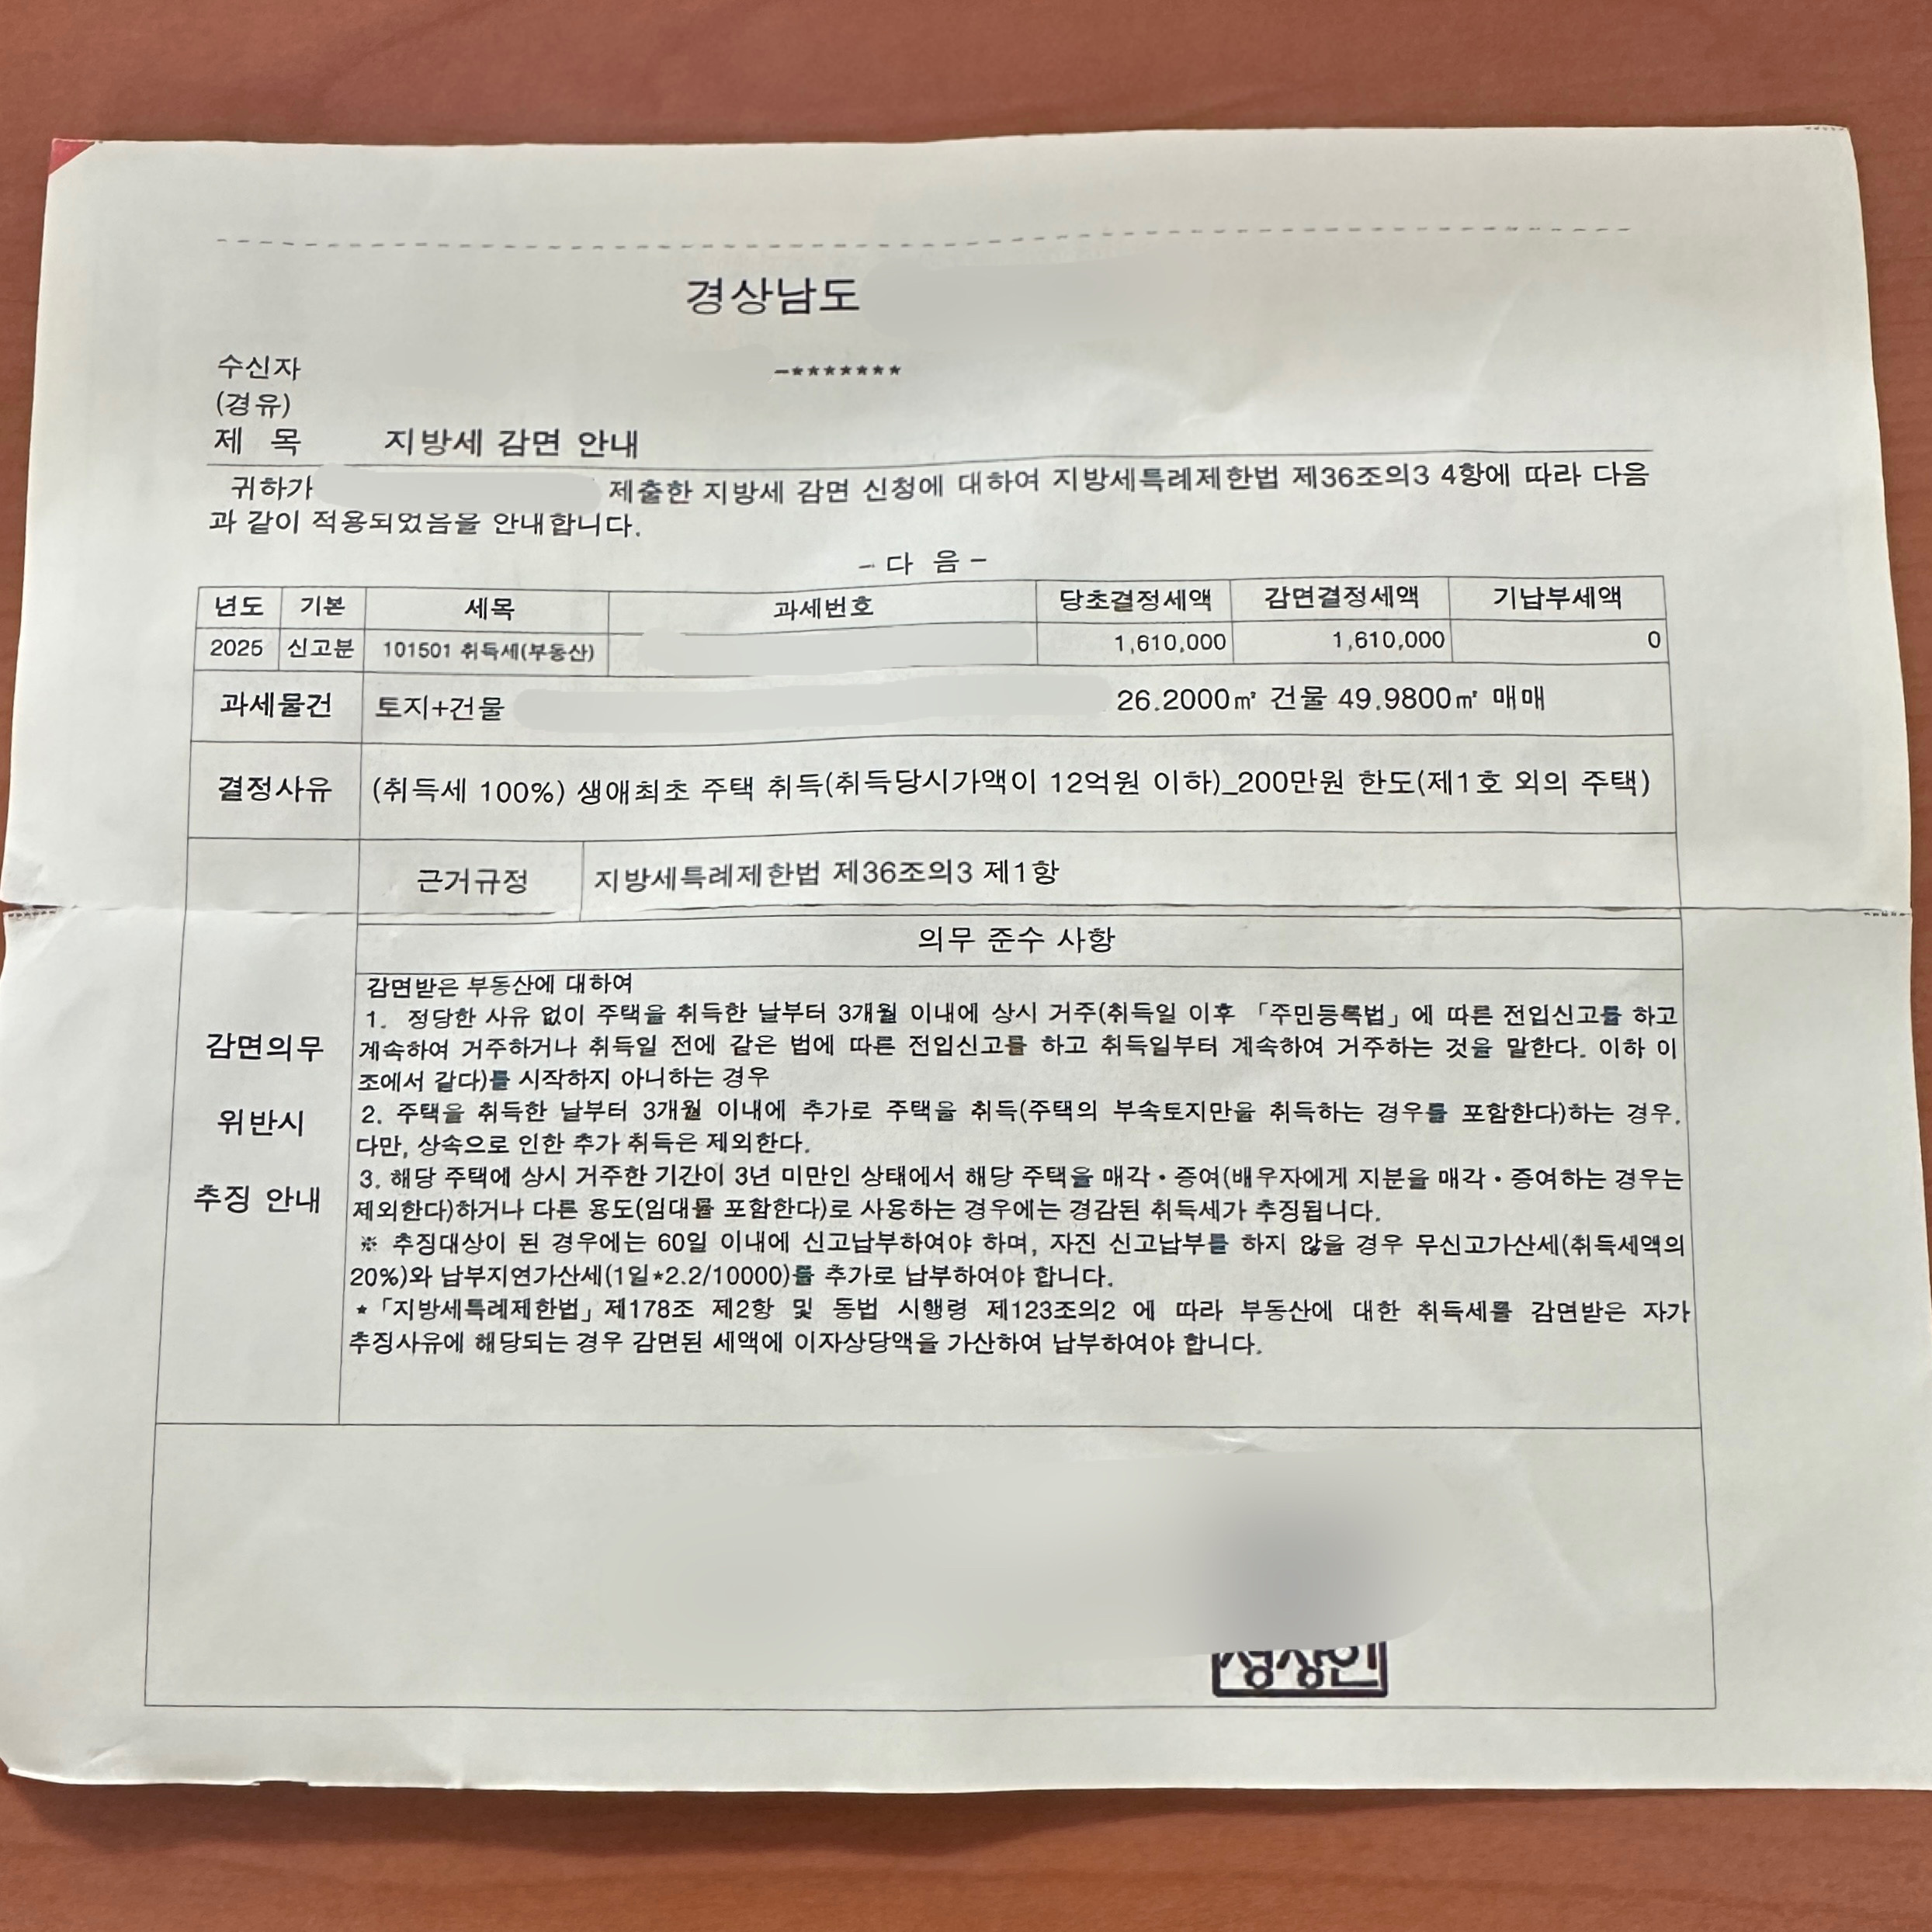 경상남도
수신자 -*******
(경유)
제 목 지방세 감면 안내
귀하가 제출한 지방세 감면 신청에 대하여 지방세특례제한법 제36조의3 4항에 따라 다음
과 같이 적용되었음을 안내합니다.
- 다 음 -
년도 기본 세목 과세번호 당초결정세액 감면결정세액 기납부세액
2025 신고분 101501 취득세(부동산) 1,610,000 1,610,000 0
과세물건 토지+건물 26.2000㎡ 건물 49.9800㎡ 매매
결정사유 (취득세 100%) 생애최초 주택 취득(취득당시가액이 12억원 이하)_200만원 한도(제1호 외의 주택)
근거규정 지방세특례제한법 제36조의3 제1항
의무 준수 사항
감면의무
위반시
추징 안내
감면받은 부동산에 대하여
1. 정당한 사유 없이 주택을 취득한 날부터 3개월 이내에 상시 거주(취득일 이후 「주민등록법」에 따른 전입신고를 하고
계속하여 거주하거나 취득일 전에 같은 법에 따른 전입신고를 하고 취득일부터 계속하여 거주하는 것을 말한다. 이하 이
조에서 같다)를 시작하지 아니하는 경우
2. 주택을 취득한 날부터 3개월 이내에 추가로 주택을 취득(주택의 부속토지만을 취득하는 경우를 포함한다)하는 경우.
다만, 상속으로 인한 추가 취득은 제외한다.
3. 해당 주택에 상시 거주한 기간이 3년 미만인 상태에서 해당 주택을 매각·증여(배우자에게 지분을 매각·증여하는 경우는
제외한다)하거나 다른 용도(임대를 포함한다)로 사용하는 경우에는 경감된 취득세가 추징됩니다.
※ 추징대상이 된 경우에는 60일 이내에 신고납부하여야 하며, 자진 신고납부를 하지 않을 경우 무신고가산세(취득세액의
20%)와 납부지연가산세(1일*2.2/10000)를 추가로 납부하여야 합니다.
*「지방세특례제한법」제178조 제2항 및 동법 시행령 제123조의2 에 따라 부동산에 대한 취득세를 감면받은 자가
추징사유에 해당되는 경우 감면된 세액에 이자상당액을 가산하여 납부하여야 합니다.